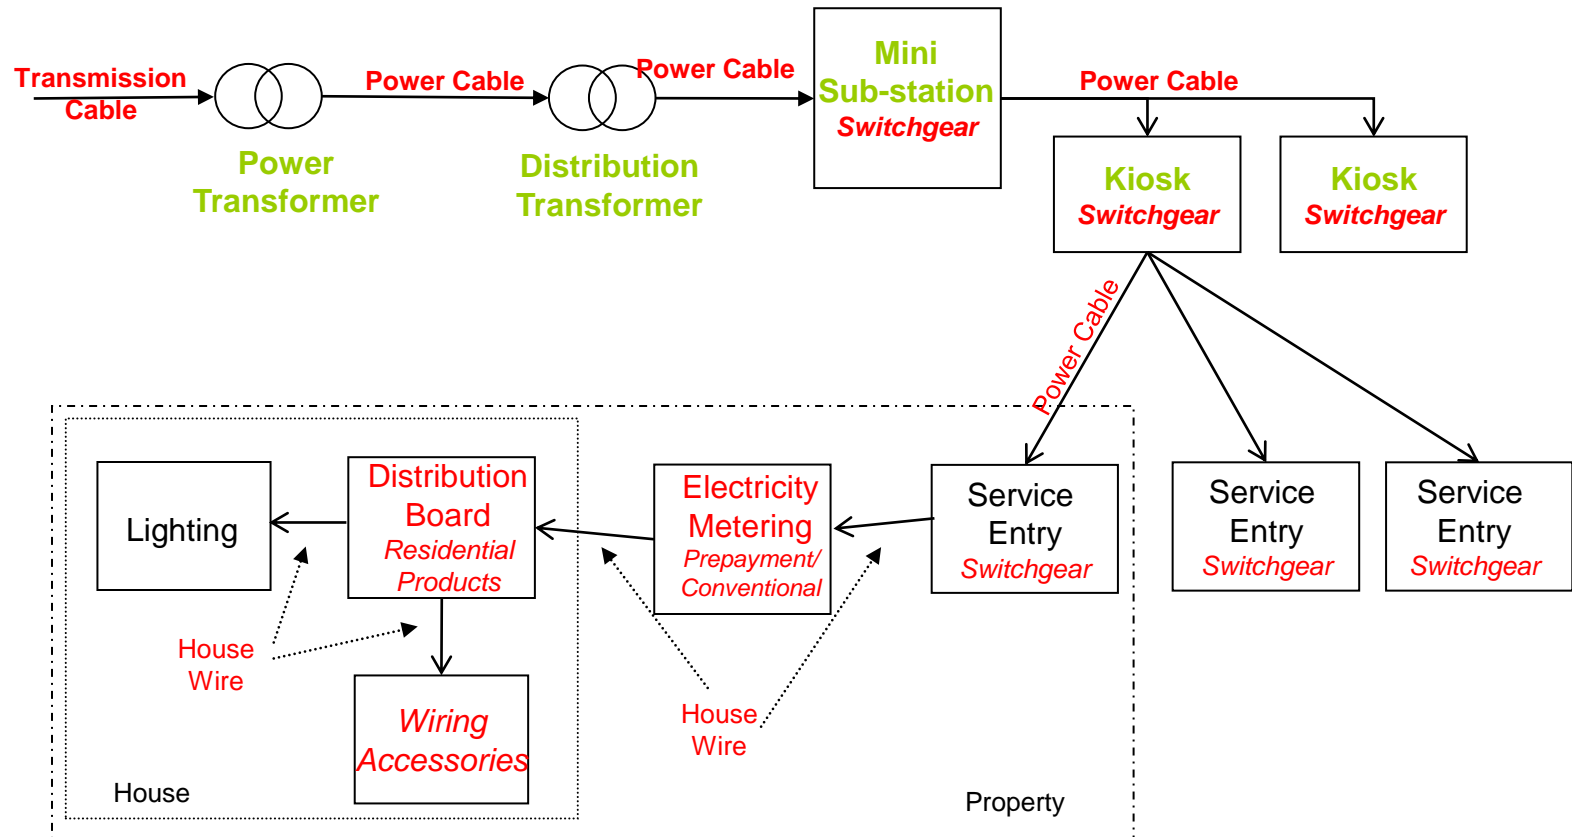 Transmission
Cable
Power
Transformer
Power Cable
Distribution
Transformer
Power Cable
Mini
Sub-station
Switchgear
Power Cable
Kiosk
Switchgear
Kiosk
Switchgear
Power Cable
Service
Entry
Switchgear
Service
Entry
Switchgear
Service
Entry
Switchgear
Electricity
Metering
Prepayment/
Conventional
Distribution
Board
Residential
Products
Lighting
House
Wire
House
Wire
Wiring
Accessories
House
Property